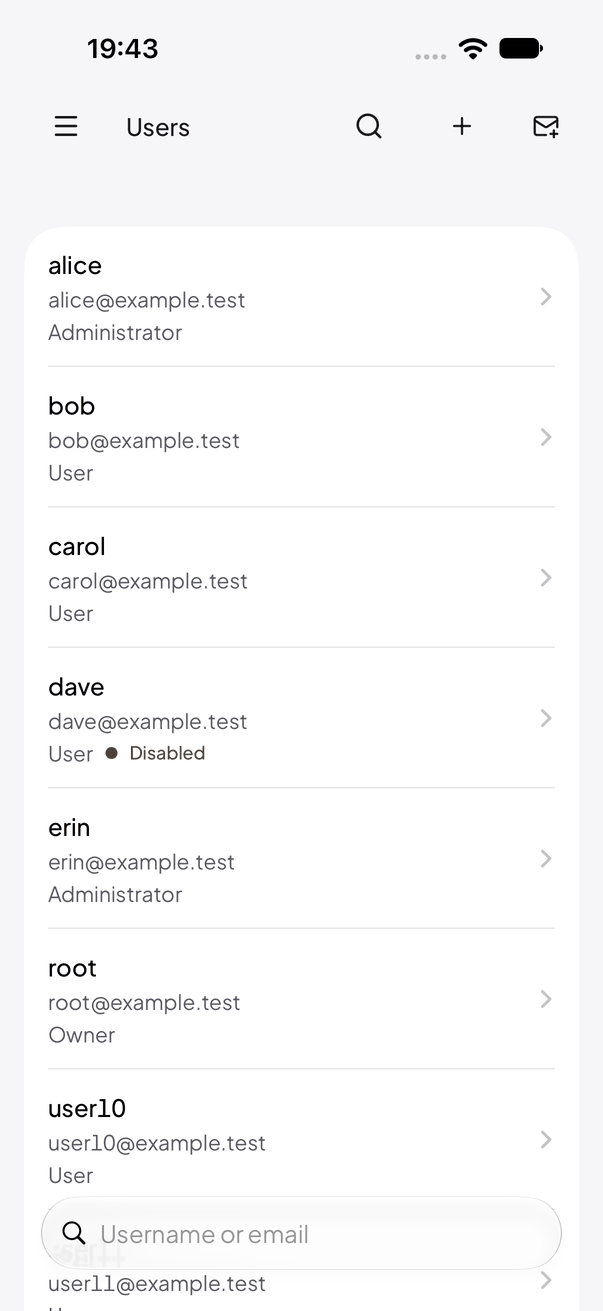 19:43
Users
alice
alice@example.test
Administrator
bob
bob@example.test
User
carol
carol@example.test
User
dave
dave@example.test
User Disabled
erin
erin@example.test
Administrator
root
root@example.test
Owner
user10
user10@example.test
User
Username or email
user11@example.test